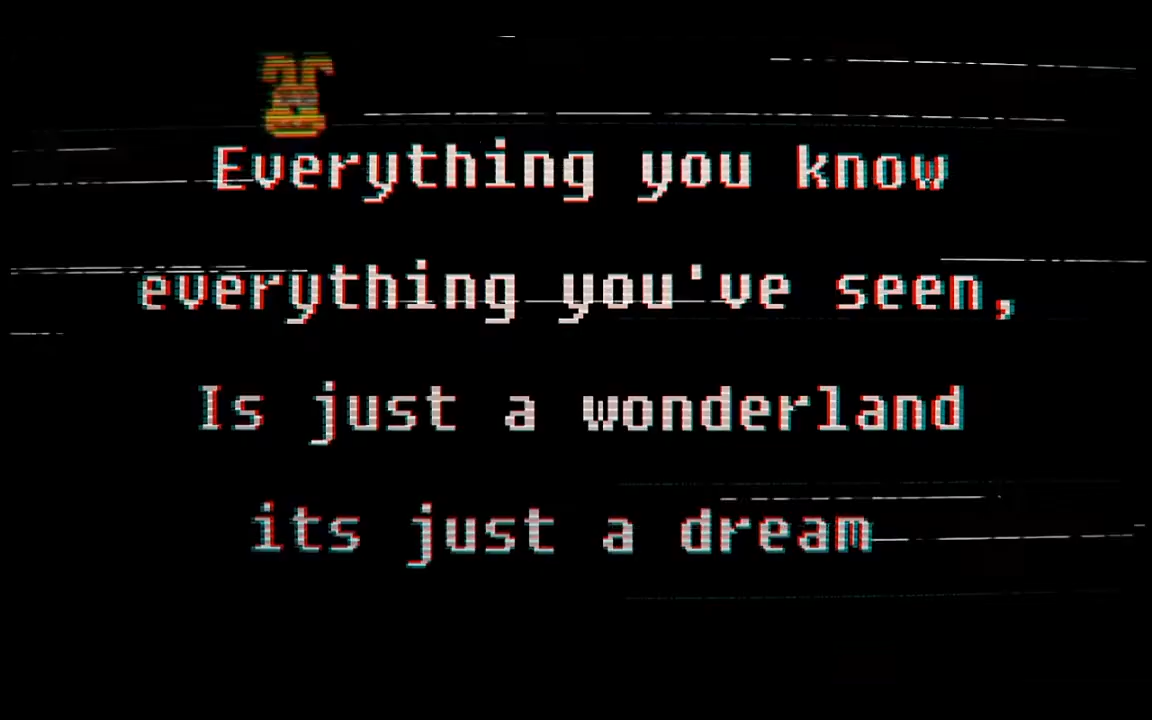 Everything you know
everything you've seen,
Is just a wonderland
its just a dream